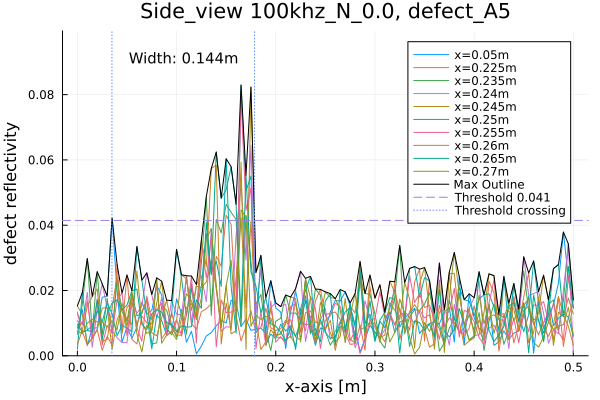 Side_view 100khz_N_0.0, defect_A5
Width: 0.144m
x=0.05m
x=0.225m
x=0.235m
x=0.24m
x=0.245m
x=0.25m
x=0.255m
x=0.26m
x=0.265m
x=0.27m
Max Outline
Threshold 0.041
Threshold crossing
defect reflectivity
0.08
0.06
0.04
0.02
0.00
0.0 0.1 0.2 0.3 0.4 0.5
x-axis [m]